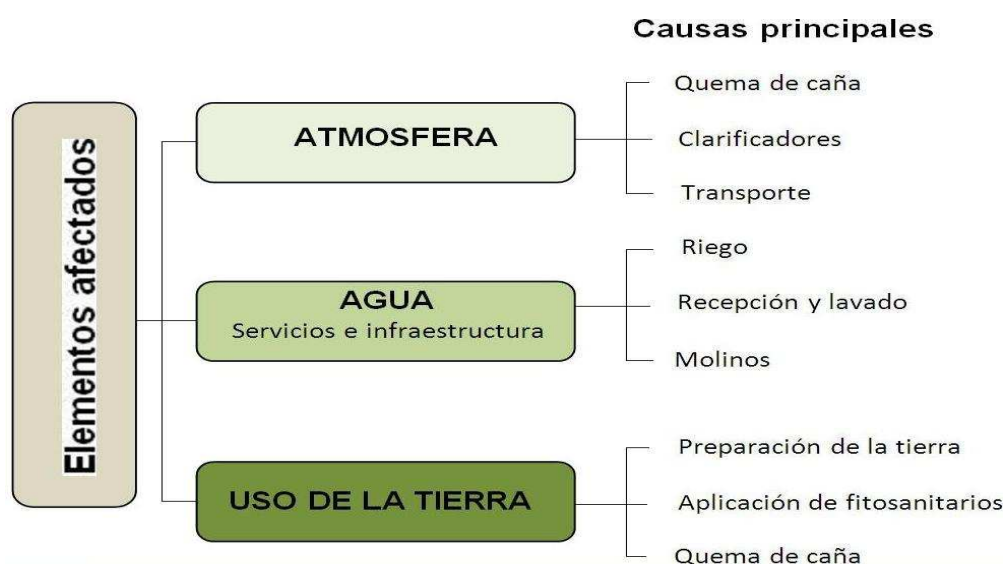 Causas principales
Elementos afectados
ATMOSFERA
Quema de caña
Clarificadores
Transporte
AGUA
Servicios e infraestructura
Riego
Recepción y lavado
Molinos
USO DE LA TIERRA
Preparación de la tierra
Aplicación de fitosanitarios
Quema de caña